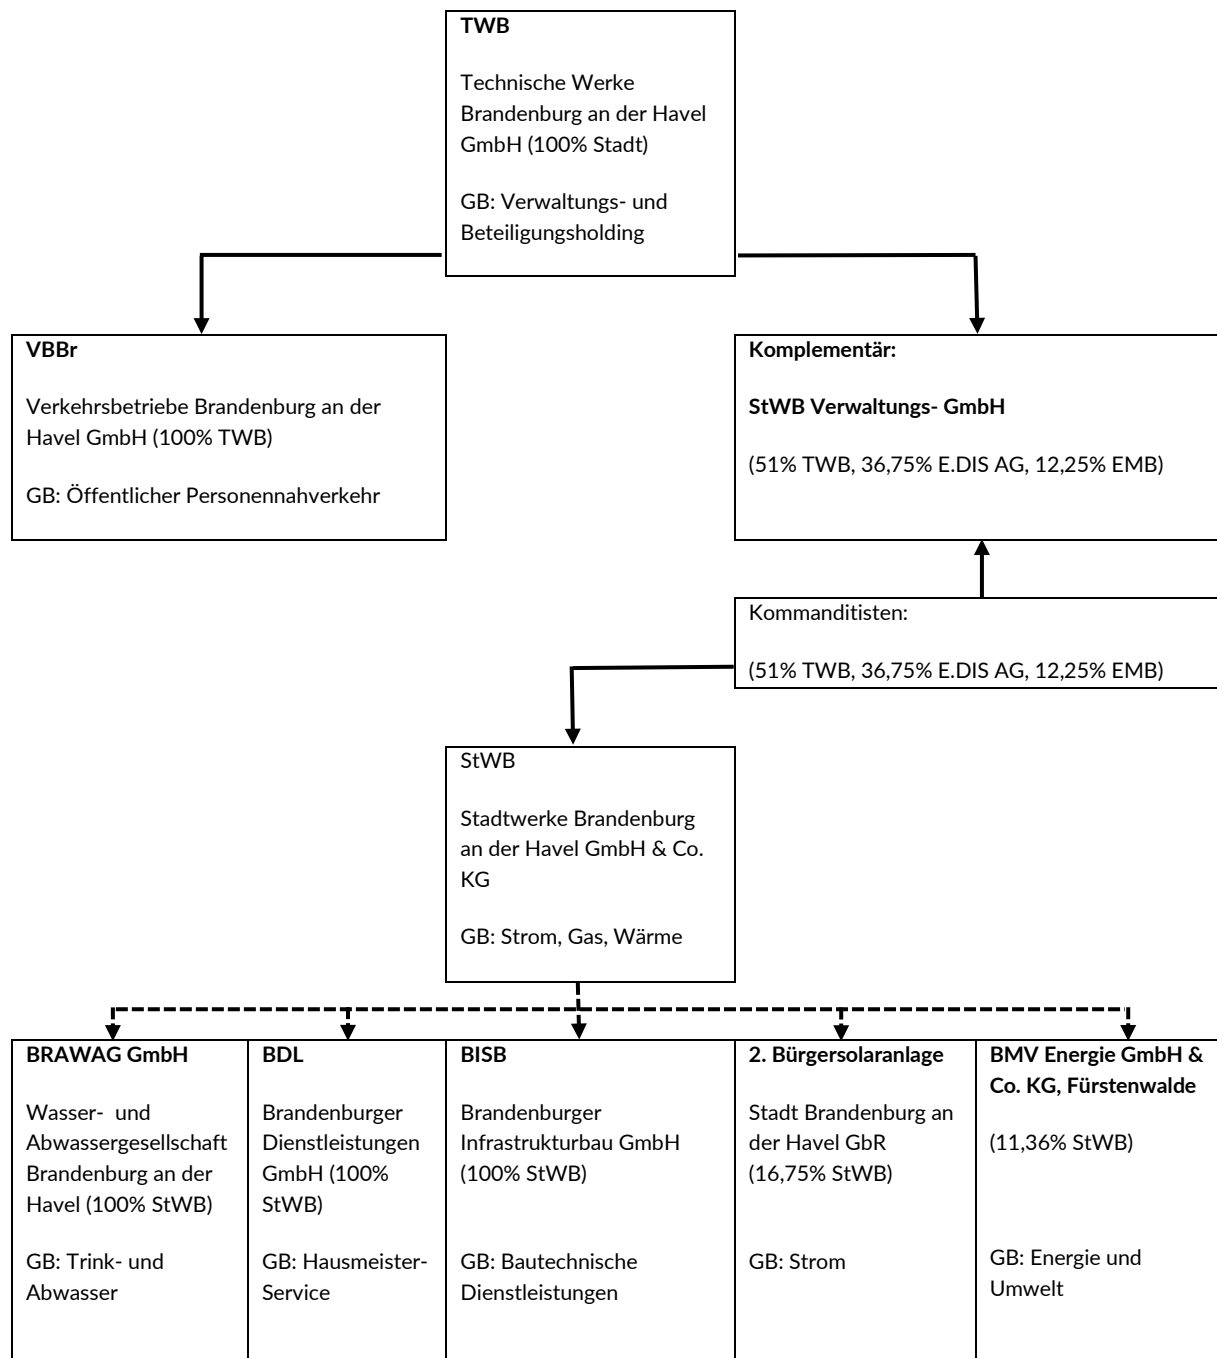 TWB
Technische Werke
Brandenburg an der Havel
GmbH (100% Stadt)
GB: Verwaltungs- und
Beteiligungsholding
VBBr
Verkehrsbetriebe Brandenburg an der
Havel GmbH (100% TWB)
GB: Öffentlicher Personennahverkehr
Komplementär:
StWB Verwaltungs- GmbH
(51% TWB, 36,75% E.DIS AG, 12,25% EMB)
Kommanditisten:
(51% TWB, 36,75% E.DIS AG, 12,25% EMB)
StWB
Stadtwerke Brandenburg
an der Havel GmbH & Co.
KG
GB: Strom, Gas, Wärme
BRAWAG GmbH
Wasser- und
Abwassergesellschaft
Brandenburg an der
Havel (100% StWB)
GB: Trink- und
Abwasser
BDL
Brandenburger
Dienstleistungen
GmbH (100%
StWB)
GB: Hausmeister-
Service
BISB
Brandenburger
Infrastrukturbau GmbH
(100% StWB)
GB: Bautechnische
Dienstleistungen
2. Bürgersolaranlage
Stadt Brandenburg an
der Havel GbR
(16,75% StWB)
GB: Strom
BMV Energie GmbH &
Co. KG, Fürstenwalde
(11,36% StWB)
GB: Energie und
Umwelt